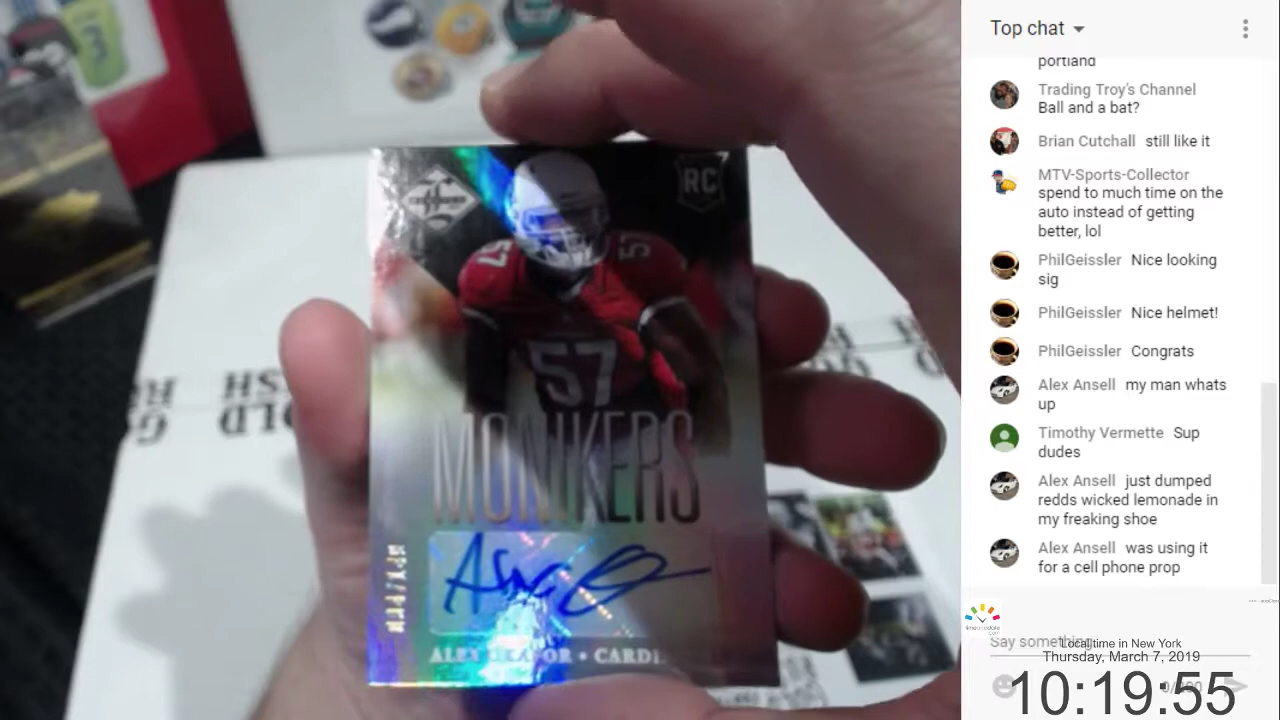 RC
57
57
57
MONIKERS
CARDI
Top chat
portland
Trading Troy's Channel
Ball and a bat?
Brian Cutchall still like it
MTV-Sports-Collector
spend to much time on the
auto instead of getting
better, lol
PhilGeissler Nice looking
sig
PhilGeissler Nice helmet!
PhilGeissler Congrats
Alex Ansell my man whats
up
Timothy Vermette Sup
dudes
Alex Ansell just dumped
redds wicked lemonade in
my freaking shoe
Alex Ansell was using it
for a cell phone prop
Say something...
Local time in New York
Thursday, March 7, 2019
10:19:55